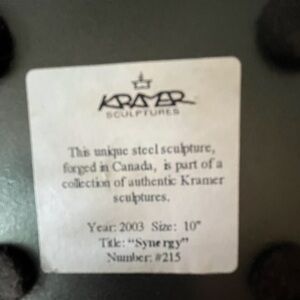 KRAMER
SCULPTURES
This unique steel sculpture,
forged in Canada, is part of a
collection of authentic Kramer
sculptures.
Year: 2003 Size: 10"
Title: "Synergy"
Number: #215